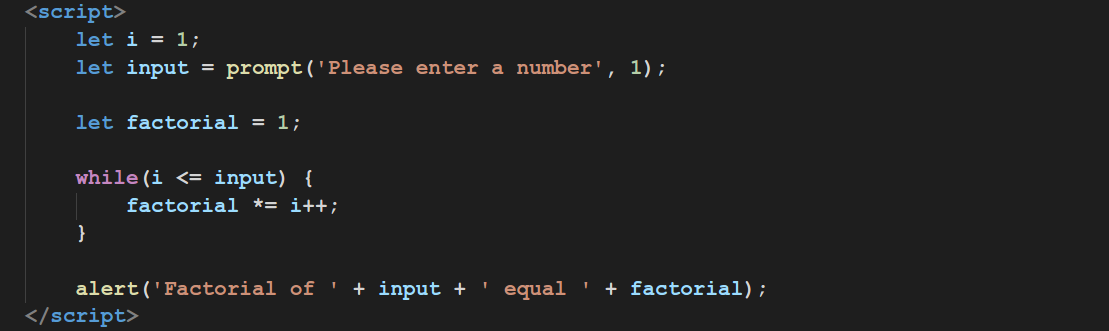 <script>
let i = 1;
let input = prompt('Please enter a number', 1);
let factorial = 1;
while(i <= input) {
factorial *= i++;
}
alert('Factorial of ' + input + ' equal ' + factorial);
</script>